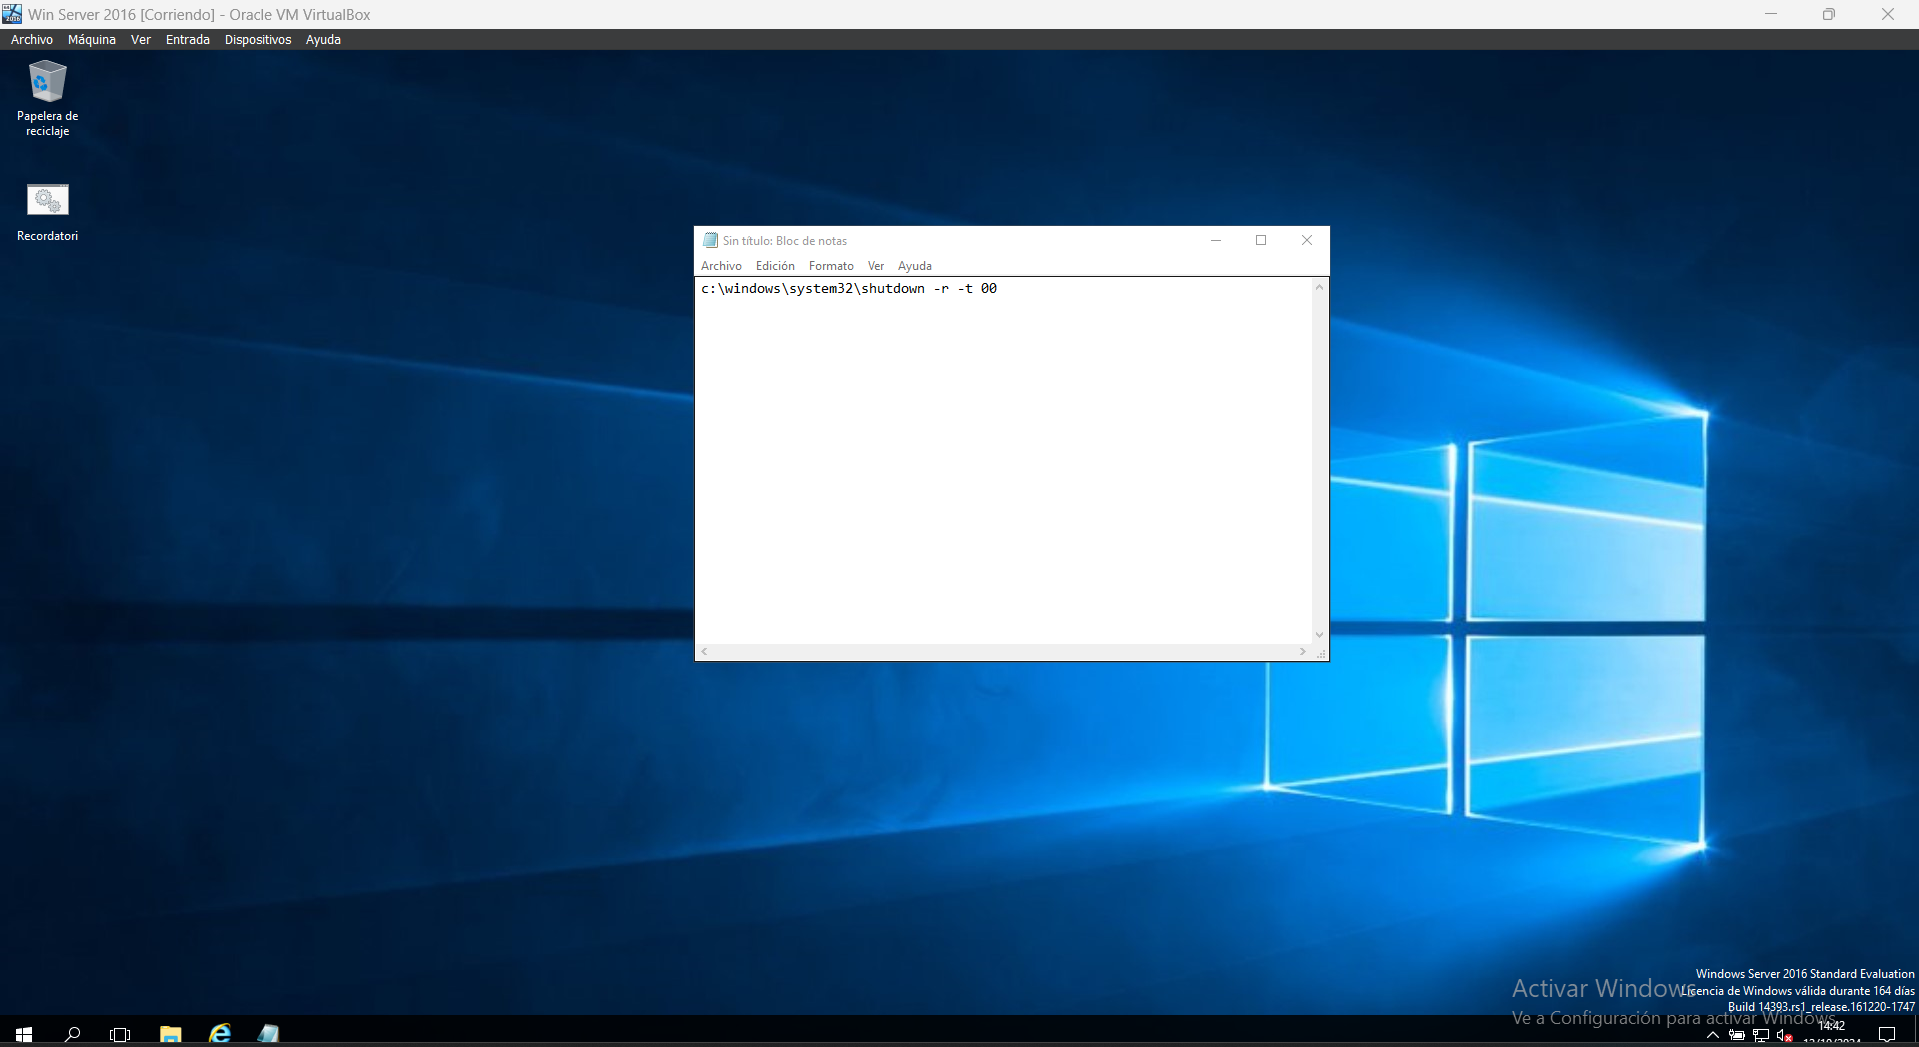 Win Server 2016 [Corriendo] - Oracle VM VirtualBox
Archivo Máquina Ver Entrada Dispositivos Ayuda
Papelera de
reciclaje
Recordatori
Sin título: Bloc de notas
Archivo Edición Formato Ver Ayuda
c:\windows\system32\shutdown -r -t 00
Windows Server 2016 Standard Evaluation
Activar Windows
Licencia de Windows válida durante 164 días
Build 14393.rs1_release.161220-1747
Ve a Configuración para activar Windows.
14:42